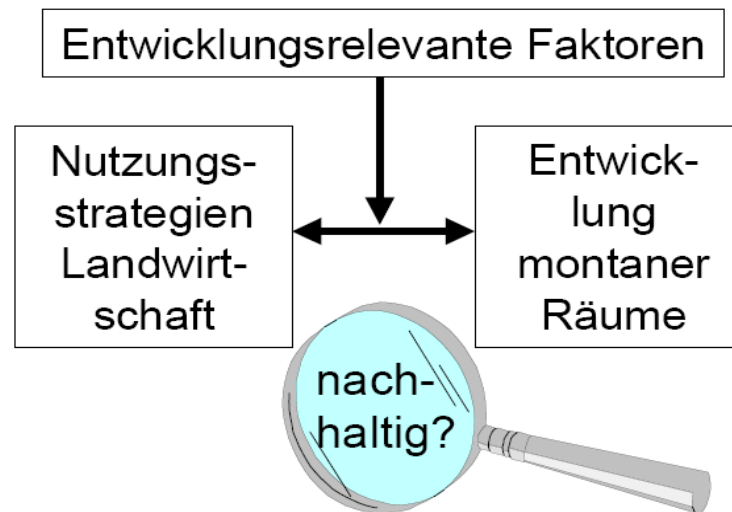 Entwicklungsrelevante Faktoren
Nutzungs-
strategien
Landwirt-
schaft
Entwick-
lung
montaner
Räume
nach-
haltig?